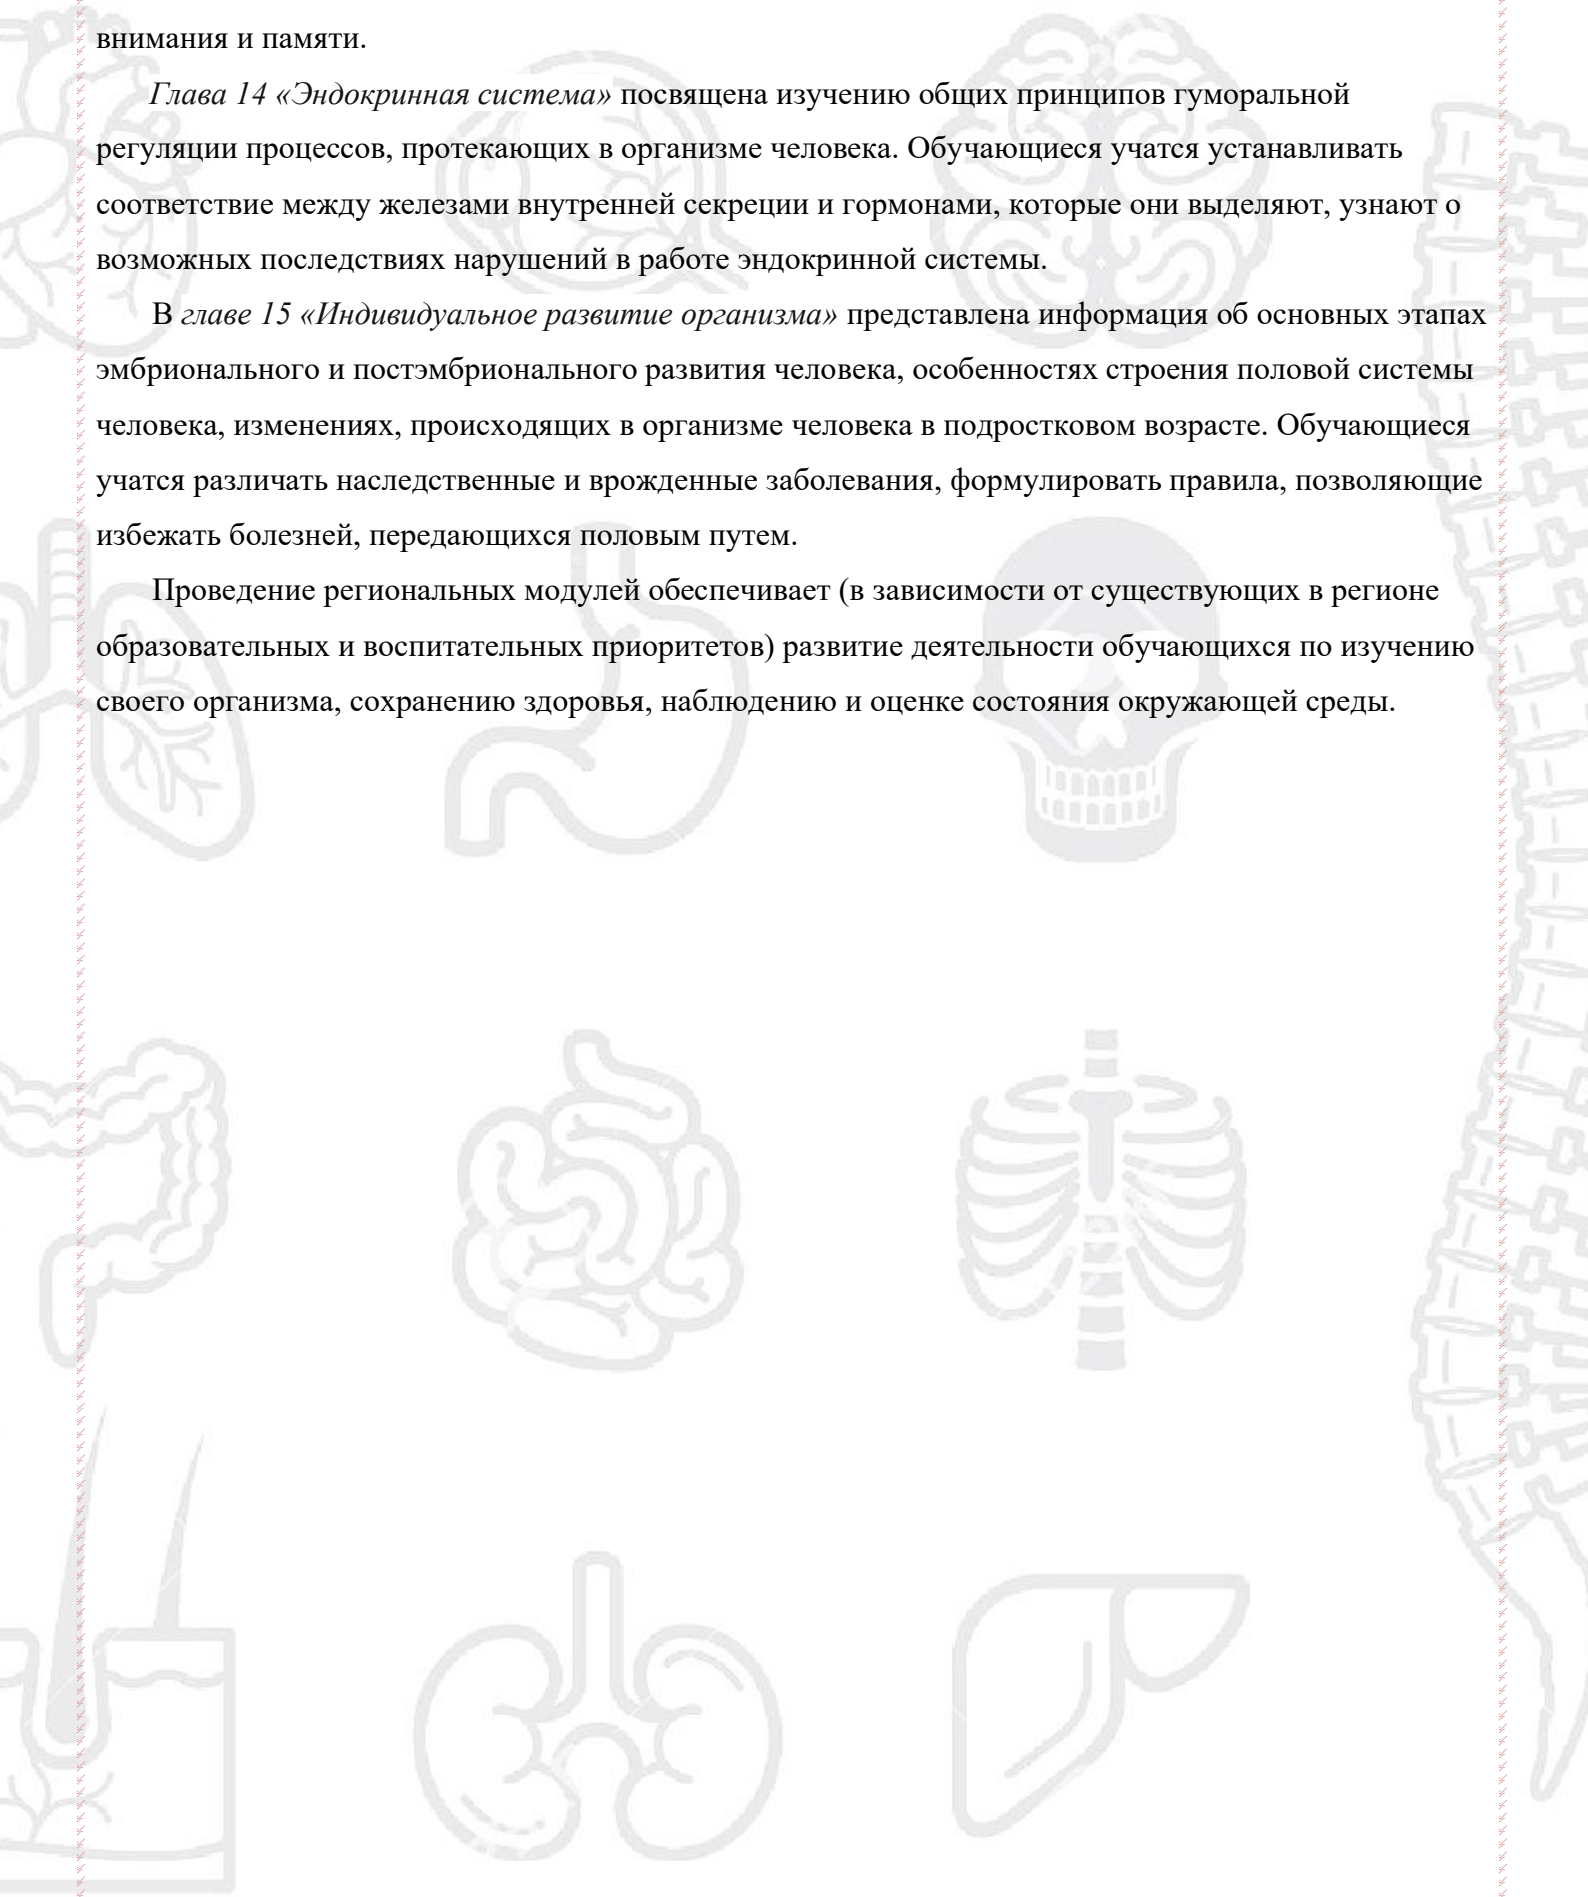 внимания и памяти.
Глава 14 «Эндокринная система» посвящена изучению общих принципов гуморальной
регуляции процессов, протекающих в организме человека. Обучающиеся учатся устанавливать
соответствие между железами внутренней секреции и гормонами, которые они выделяют, узнают о
возможных последствиях нарушений в работе эндокринной системы.
В главе 15 «Индивидуальное развитие организма» представлена информация об основных этапах
эмбрионального и постэмбрионального развития человека, особенностях строения половой системы
человека, изменениях, происходящих в организме человека в подростковом возрасте. Обучающиеся
учатся различать наследственные и врожденные заболевания, формулировать правила, позволяющие
избежать болезней, передающихся половым путем.
Проведение региональных модулей обеспечивает (в зависимости от существующих в регионе
образовательных и воспитательных приоритетов) развитие деятельности обучающихся по изучению
своего организма, сохранению здоровья, наблюдению и оценке состояния окружающей среды.